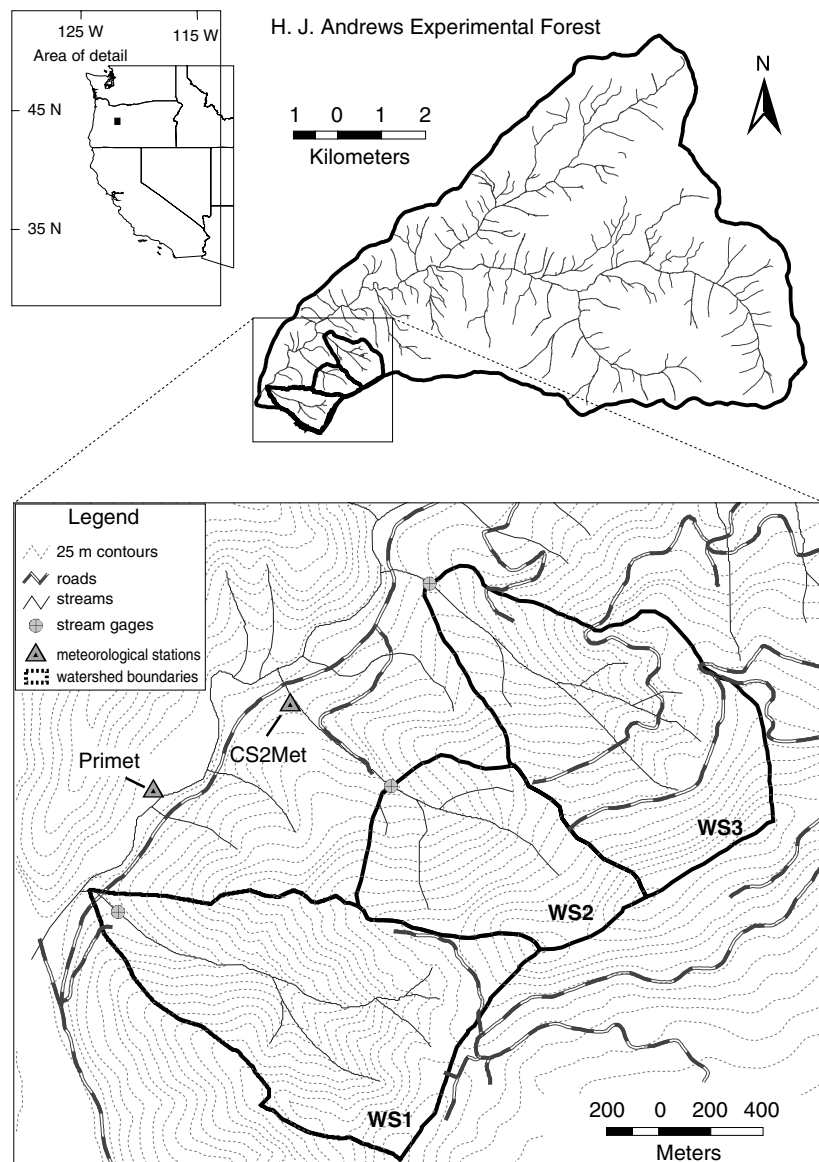 125 W
115 W
Area of detail
45 N
35 N
H. J. Andrews Experimental Forest
1 0 1 2
Kilometers
N
Legend
25 m contours
roads
streams
stream gages
meteorological stations
watershed boundaries
Primet
CS2Met
WS3
WS2
WS1
200 0 200 400
Meters